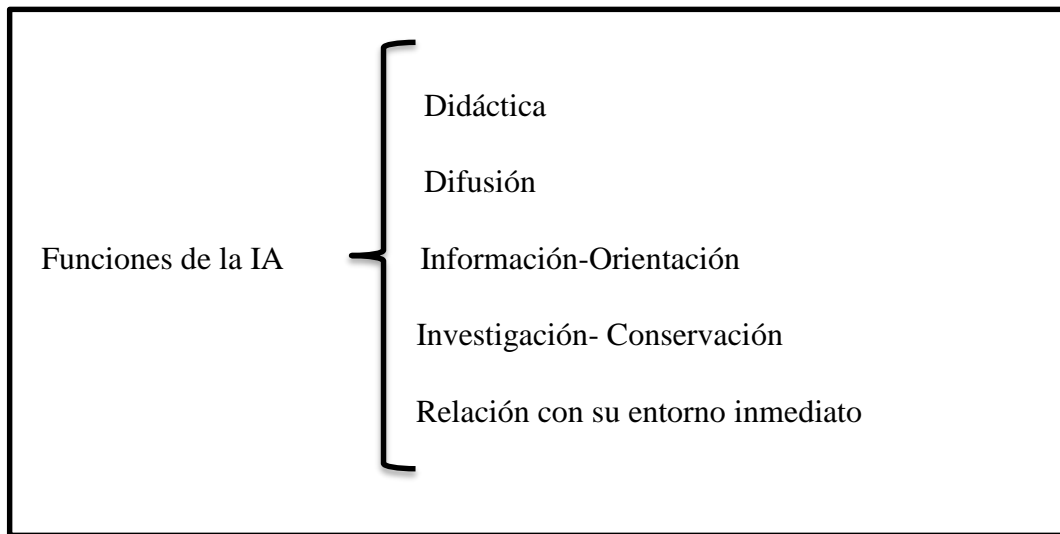 Didáctica
Difusión
Funciones de la IA
Información-Orientación
Investigación- Conservación
Relación con su entorno inmediato